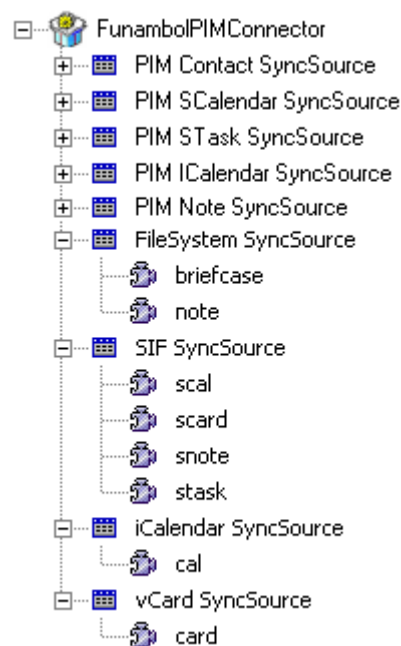 FunambolPIMConnector
PIM Contact SyncSource
PIM SCalendar SyncSource
PIM STask SyncSource
PIM ICalendar SyncSource
PIM Note SyncSource
FileSystem SyncSource
briefcase
note
SIF SyncSource
scal
scard
snote
stask
iCalendar SyncSource
cal
vCard SyncSource
card